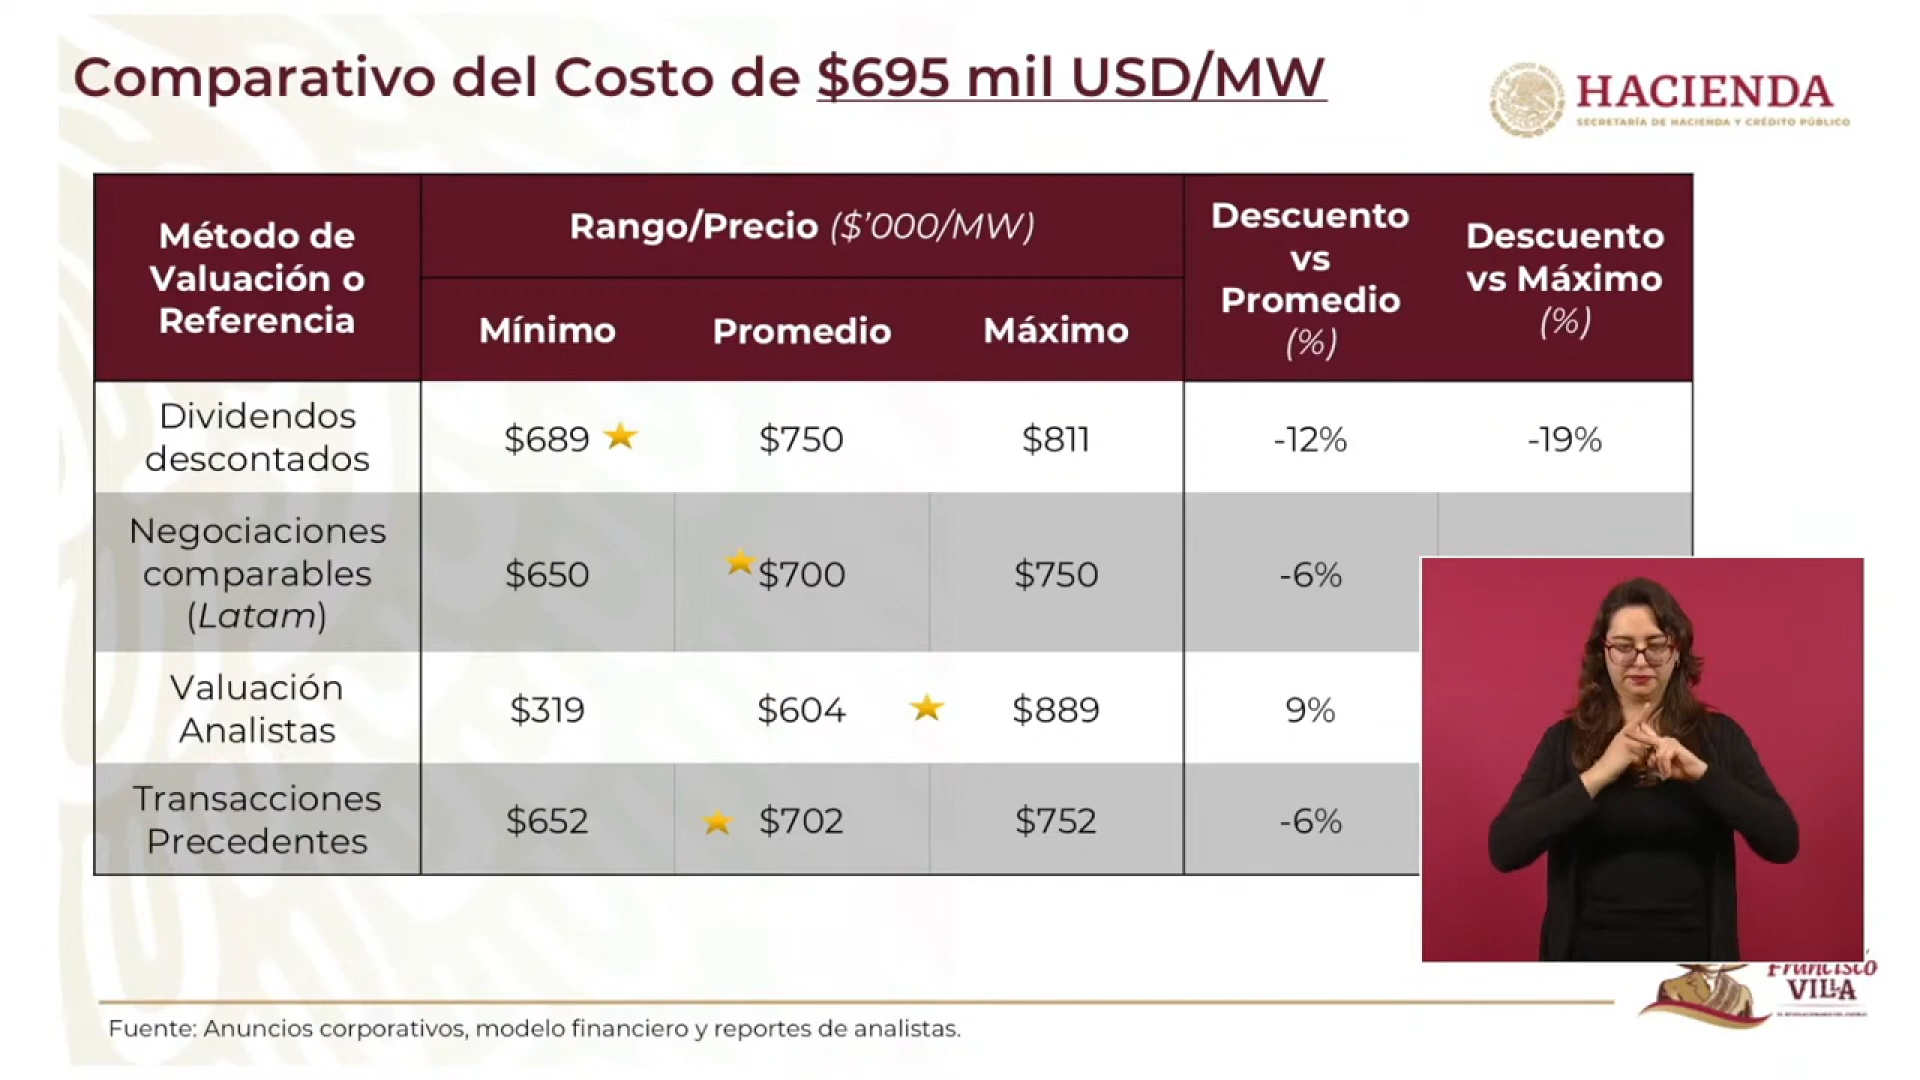 Comparativo del Costo de $695 mil USD/MW
HACIENDA
SECRETARÍA DE HACIENDA Y CRÉDITO PÚBLICO
Método de
Valuación o
Referencia
Rango/Precio ($'000/MW)
Mínimo
Promedio
Máximo
Descuento
vs
Promedio
(%)
Descuento
vs Máximo
(%)
Dividendos
descontados
$689
$750
$811
-12%
-19%
Negociaciones
comparables
(Latam)
$650
$700
$750
-6%
Valuación
Analistas
$319
$604
$889
9%
Transacciones
Precedentes
$652
$702
$752
-6%
Francisco
VILLA
Fuente: Anuncios corporativos, modelo financiero y reportes de analistas.